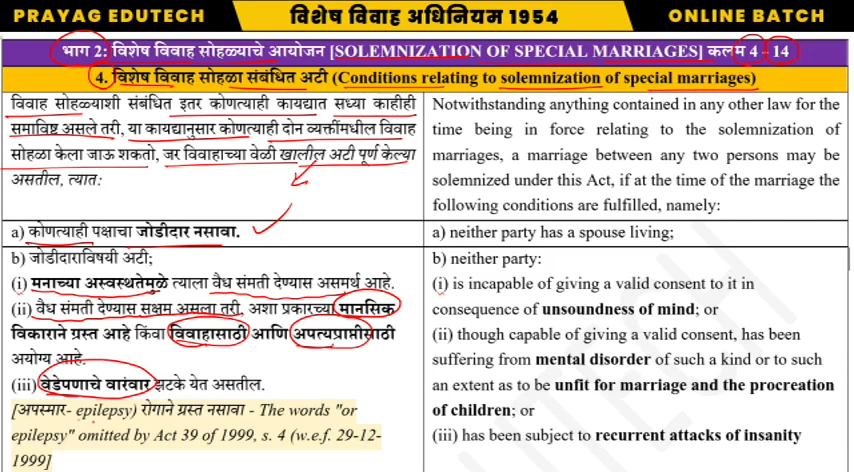 PRAYAG EDUTECH
विशेष विवाह अधिनियम 1954
ONLINE BATCH
भाग 2: विशेष विवाह सोहळ्याचे आयोजन [SOLEMNIZATION OF SPECIAL MARRIAGES] कलम 4 - 14
4. विशेष विवाह सोहळा संबंधित अटी (Conditions relating to solemnization of special marriages)
विवाह सोहळ्याशी संबंधित इतर कोणत्याही कायद्यात सध्या काहीही
समाविष्ट असले तरी, या कायद्यानुसार कोणत्याही दोन व्यक्तींमधील विवाह
सोहळा केला जाऊ शकतो, जर विवाहाच्या वेळी खालील अटी पूर्ण केल्या
असतील, त्यात:
Notwithstanding anything contained in any other law for the
time being in force relating to the solemnization of
marriages, a marriage between any two persons may be
solemnized under this Act, if at the time of the marriage the
following conditions are fulfilled, namely:
a) कोणत्याही पक्षाचा जोडीदार नसावा.
a) neither party has a spouse living;
b) जोडीदाराविषयी अटी;
(i) मनाच्या अस्वस्थतेमुळे त्याला वैध संमती देण्यास असमर्थ आहे.
(ii) वैध संमती देण्यास सक्षम असला तरी, अशा प्रकारच्या मानसिक
विकाराने ग्रस्त आहे किंवा विवाहासाठी आणि अपत्यप्राप्तीसाठी
अयोग्य आहे.
(iii) वेडेपणाचे वारंवार झटके येत असतील.
[अपस्मार- epilepsy) रोगाने ग्रस्त नसावा - The words "or
epilepsy" omitted by Act 39 of 1999, s. 4 (w.e.f. 29-12-
1999]
b) neither party:
(i) is incapable of giving a valid consent to it in
consequence of unsoundness of mind; or
(ii) though capable of giving a valid consent, has been
suffering from mental disorder of such a kind or to such
an extent as to be unfit for marriage and the procreation
of children; or
(iii) has been subject to recurrent attacks of insanity